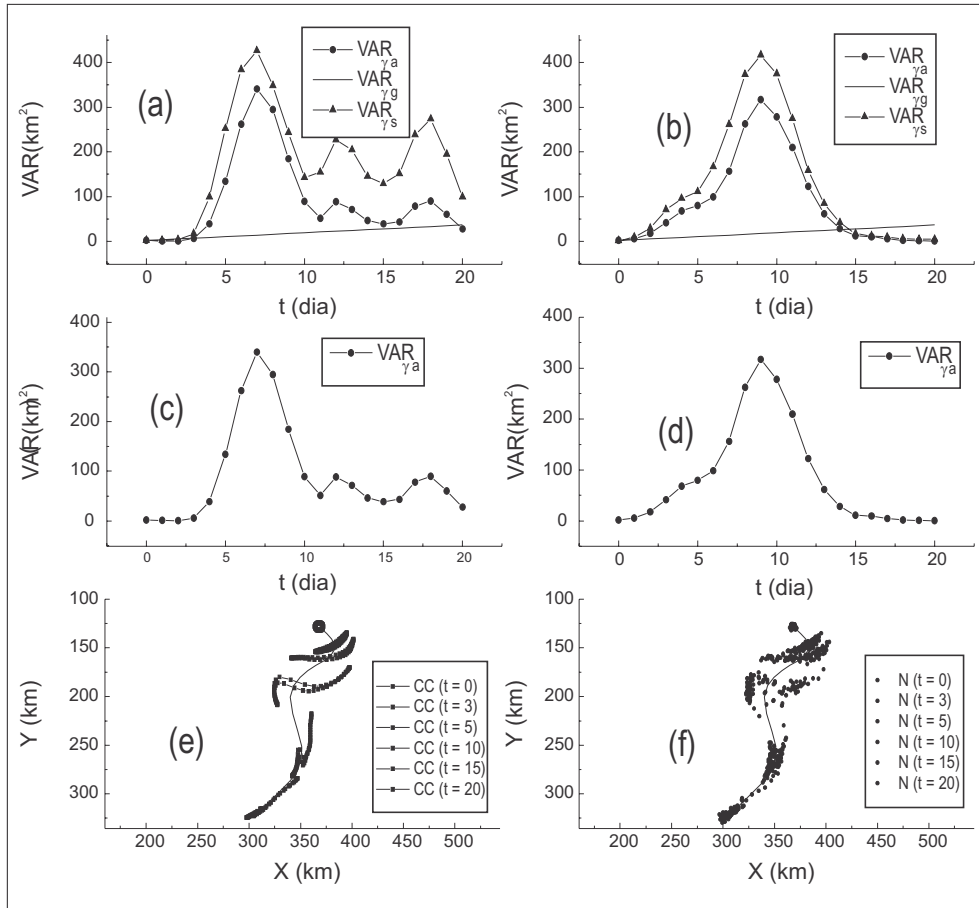 (a)
VAR(km²)
400
300
200
100
0
0 5 10 15 20
t (dia)
VAR γa
VAR γg
VAR γs
(b)
VAR(km²)
400
300
200
100
0
0 5 10 15 20
t (dia)
VAR γa
VAR γg
VAR γs
(c)
VAR(km²)
400
300
200
100
0
0 5 10 15 20
t (dia)
VAR γa
(d)
VAR(km²)
400
300
200
100
0
0 5 10 15 20
t (dia)
VAR γa
(e)
Y (km)
100
150
200
250
300
200 250 300 350 400 450 500
X (km)
CC (t = 0)
CC (t = 3)
CC (t = 5)
CC (t = 10)
CC (t = 15)
CC (t = 20)
(f)
Y (km)
100
150
200
250
300
200 250 300 350 400 450 500
X (km)
N (t = 0)
N (t = 3)
N (t = 5)
N (t = 10)
N (t = 15)
N (t = 20)